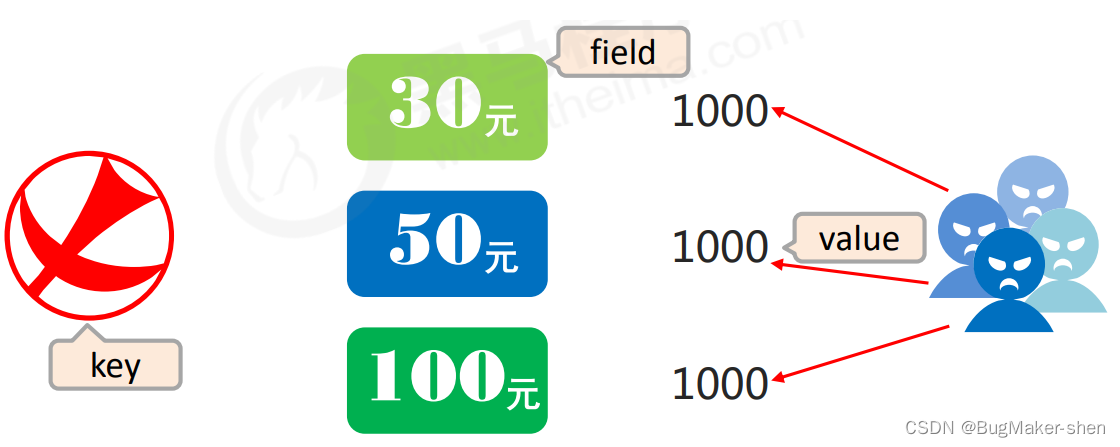 field
30元
1000
50元
1000
value
key
100元
1000
CSDN @BugMaker-shen